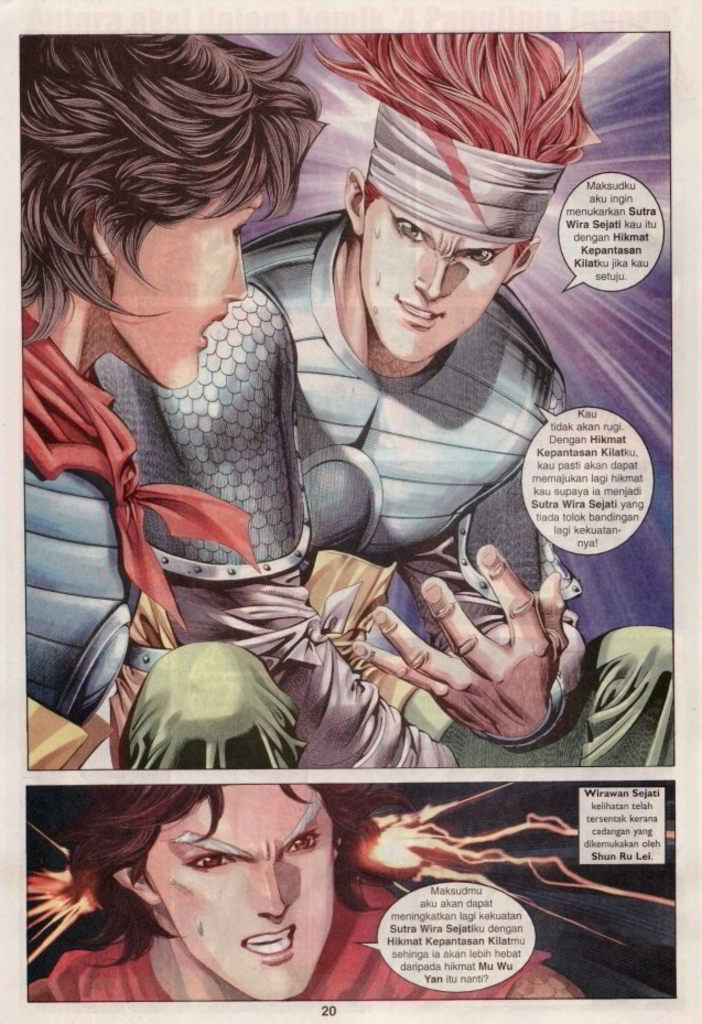 Maksudku
aku ingin
menukarkan Sutra
Wira Sejati kau itu
dengan Hikmat
Kepantasan
Kilatku jika kau
setuju.
Kau
tidak akan rugi.
Dengan Hikmat
Kepantasan Kilatku,
kau pasti akan dapat
memajukan lagi hikmat
kau supaya ia menjadi
Sutra Wira Sejati yang
tiada tolok bandingan
lagi kekuatan-
nya!
Wirawan Sejati
kelihatan telah
tersentak kerana
cadangan yang
dikemukakan oleh
Shun Ru Lei.
Maksudmu
aku akan dapat
meningkatkan lagi kekuatan
Sutra Wira Sejatiku dengan
Hikmat Kepantasan Kilatmu
sehinga ia akan lebih hebat
daripada hikmat Mu Wu
Yan itu nanti?
20